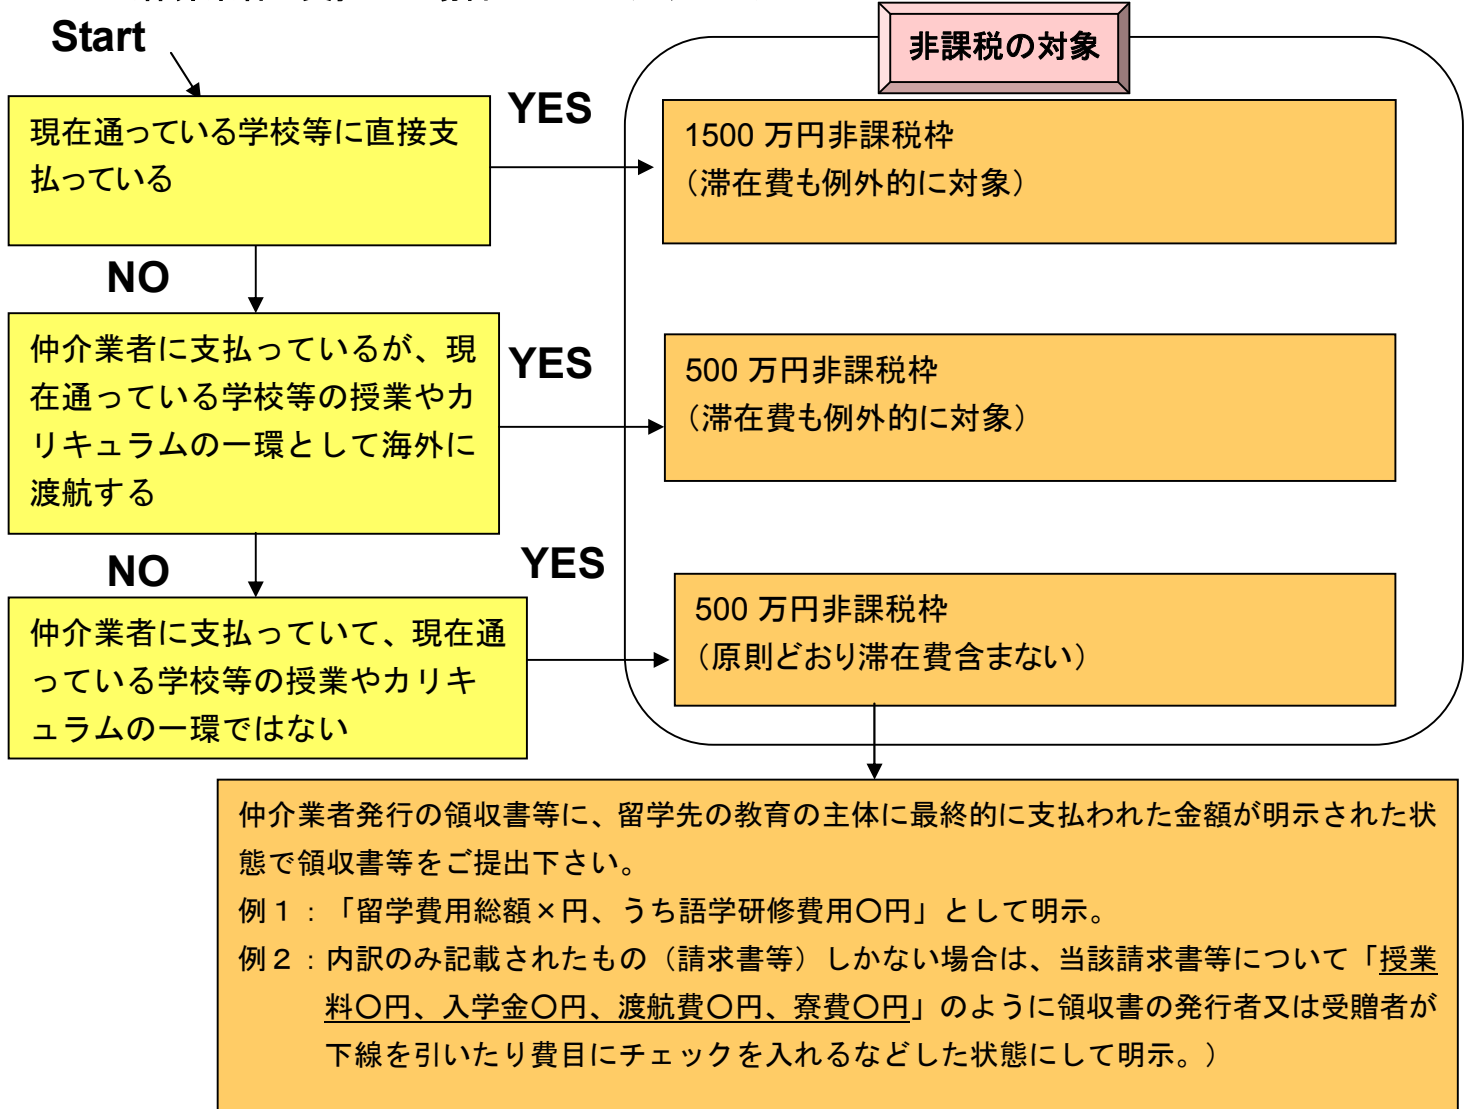 Start
非課税の対象
YES
現在通っている学校等に直接支
払っている
1500 万円非課税枠
（滞在費も例外的に対象）
NO
仲介業者に支払っているが、現
在通っている学校等の授業やカ
リキュラムの一環として海外に
渡航する
YES
500 万円非課税枠
（滞在費も例外的に対象）
NO
YES
仲介業者に支払っていて、現在通
っている学校等の授業やカリキ
ュラムの一環ではない
500 万円非課税枠
（原則どおり滞在費含まない）
仲介業者発行の領収書等に、留学先の教育の主体に最終的に支払われた金額が明示された状
態で領収書等をご提出下さい。
例１：「留学費用総額×円、うち語学研修費用〇円」として明示。
例２：内訳のみ記載されたもの（請求書等）しかない場合は、当該請求書等について「授業
料〇円、入学金〇円、渡航費〇円、寮費〇円」のように領収書の発行者又は受贈者が
下線を引いたり費目にチェックを入れるなどした状態にして明示。）